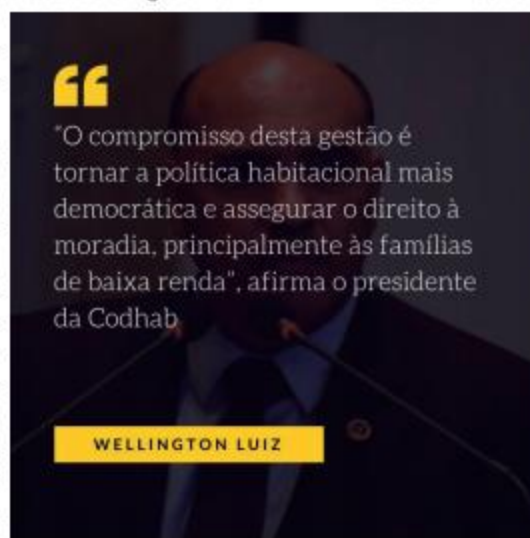 "O compromisso desta gestão é
tornar a política habitacional mais
democrática e assegurar o direito à
moradia, principalmente às famílias
de baixa renda", afirma o presidente
da Codhab
WELLINGTON LUIZ